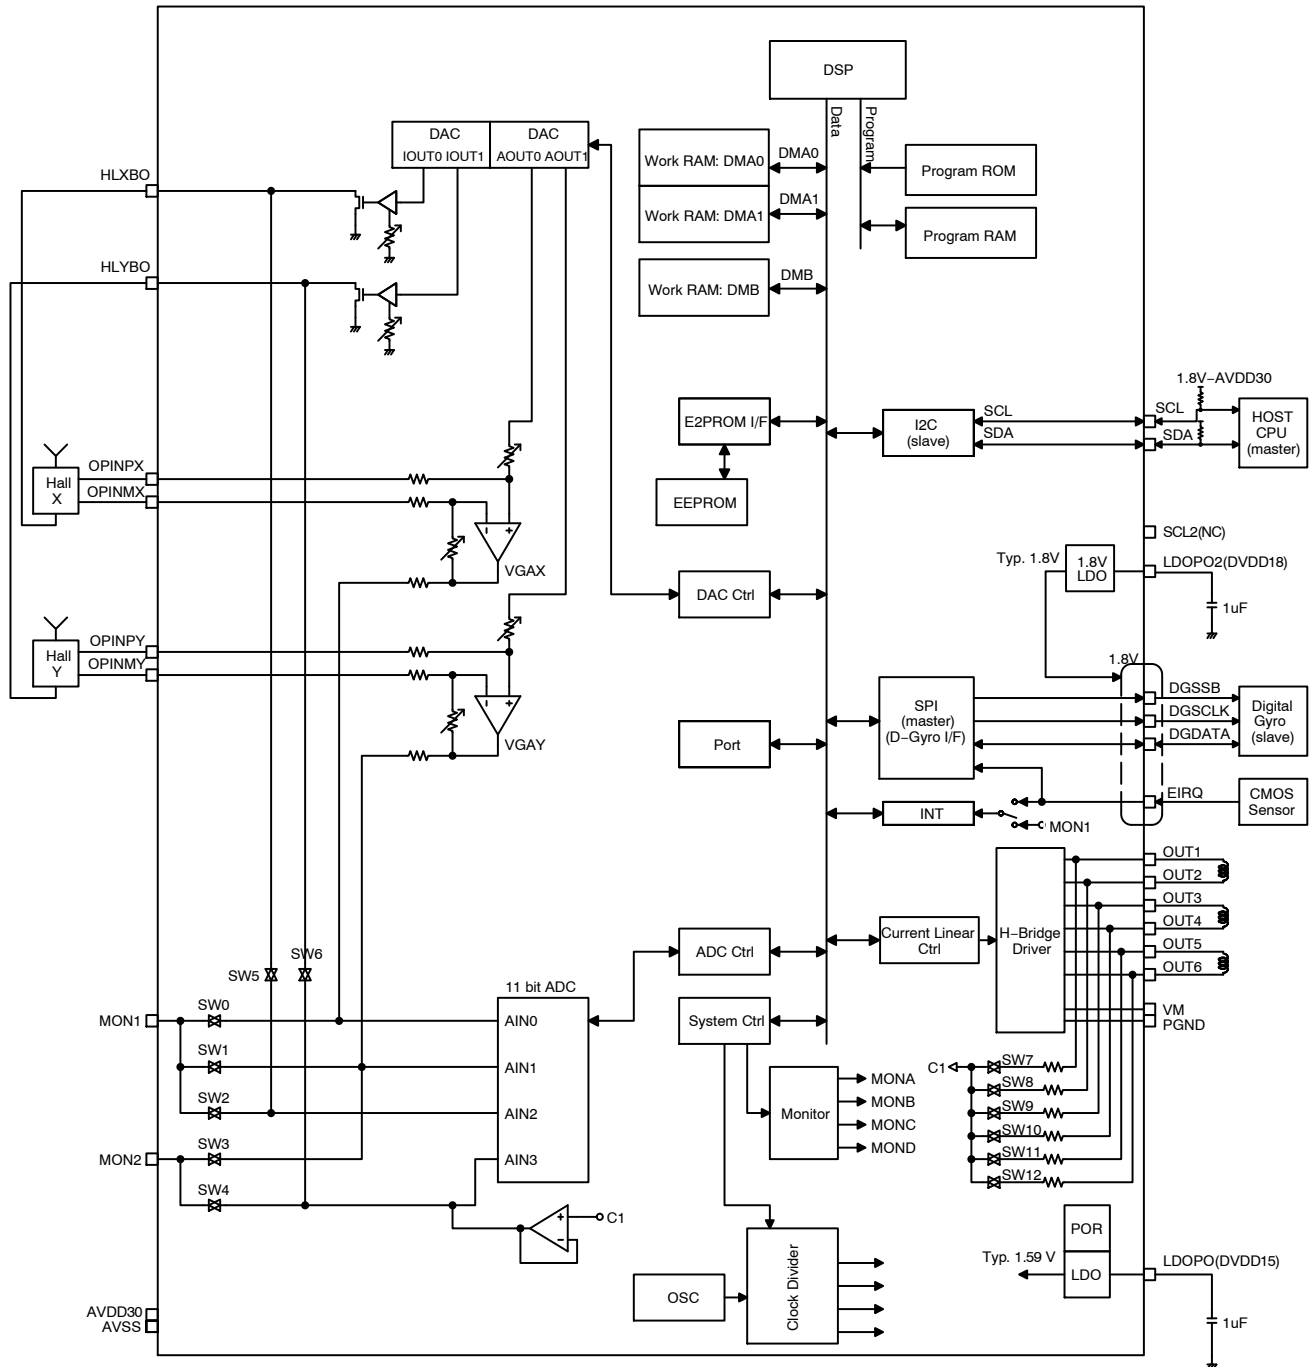 DSP
Data
Program
DAC
IOUT0 IOUT1
DAC
AOUT0 AOUT1
Work RAM: DMA0
DMA0
Program ROM
Work RAM: DMA1
DMA1
Program RAM
Work RAM: DMB
DMB
HLXBO
HLYBO
1.8V−AVDD30
E2PROM I/F
I2C
(slave)
SCL
SDA
SCL
SDA
HOST
CPU
(master)
Hall
X
OPINPX
OPINMX
EEPROM
- +
VGAX
SCL2(NC)
Typ. 1.8V
1.8V
LDO
LDOPO2(DVDD18)
1uF
DAC Ctrl
Hall
Y
OPINPY
OPINMY
- +
VGAY
1.8V
SPI
(master)
(D−Gyro I/F)
DGSSB
DGSCLK
DGDATA
Digital
Gyro
(slave)
Port
EIRQ
CMOS
Sensor
INT
MON1
OUT1
OUT2
OUT3
OUT4
OUT5
OUT6
VM
PGND
Current Linear
Ctrl
H−Bridge
Driver
ADC Ctrl
SW5
SW6
11 bit ADC
AIN0
AIN1
AIN2
AIN3
System Ctrl
MON1
SW0
SW1
SW2
MON2
SW3
SW4
Monitor
MONA
MONB
MONC
MOND
C1
SW7
SW8
SW9
SW10
SW11
SW12
+
-
C1
POR
LDO
Typ. 1.59 V
LDOPO(DVDD15)
1uF
OSC
Clock Divider
AVDD30
AVSS